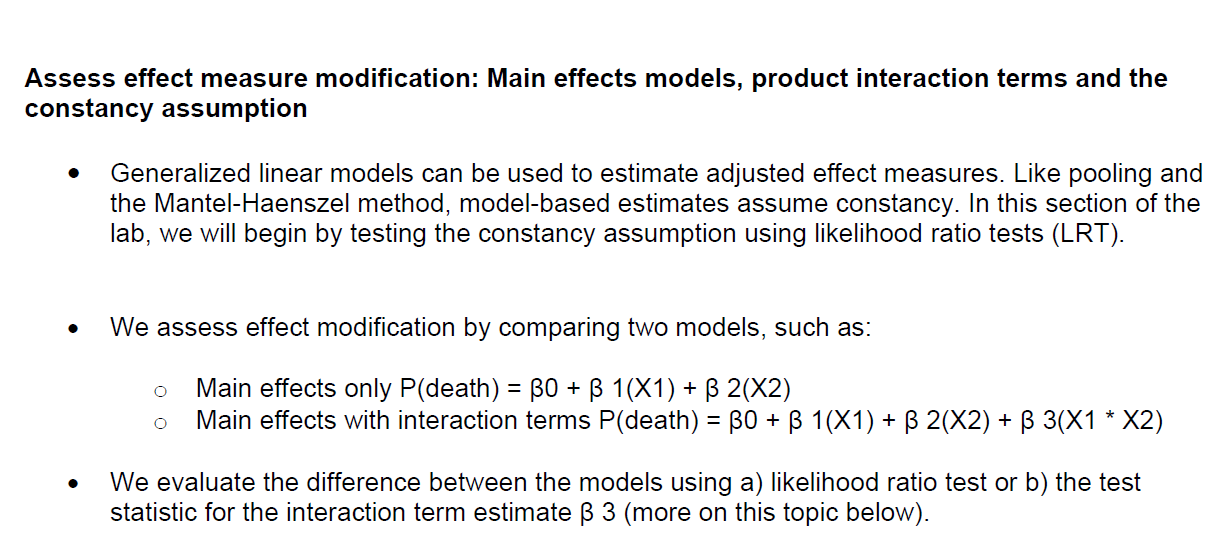 Assess effect measure modification: Main effects models, product interaction terms and the
constancy assumption
• Generalized linear models can be used to estimate adjusted effect measures. Like pooling and
the Mantel-Haenszel method, model-based estimates assume constancy. In this section of the
lab, we will begin by testing the constancy assumption using likelihood ratio tests (LRT).
• We assess effect modification by comparing two models, such as:
○ Main effects only P(death) = β0 + β 1(X1) + β 2(X2)
○ Main effects with interaction terms P(death) = β0 + β 1(X1) + β 2(X2) + β 3(X1 * X2)
• We evaluate the difference between the models using a) likelihood ratio test or b) the test
statistic for the interaction term estimate β 3 (more on this topic below).